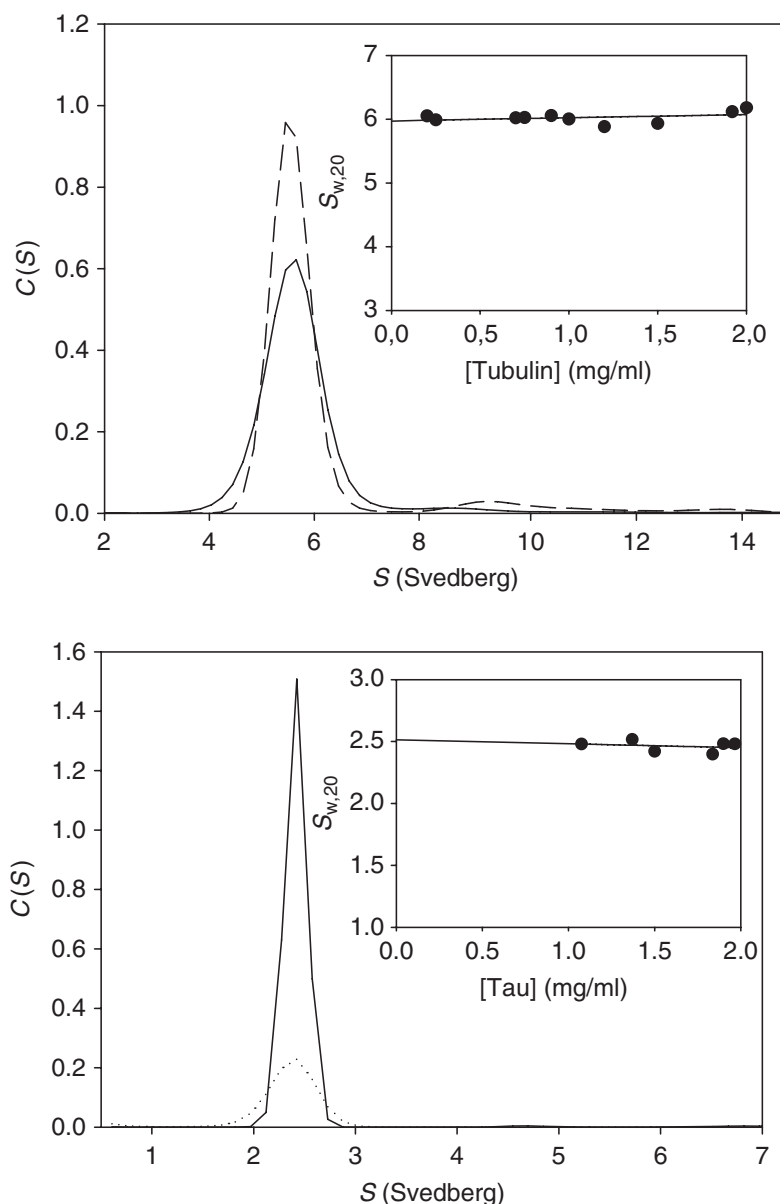 1.2
1.0
0.8
0.6
0.4
0.2
0.0
C(S)
2 4 6 8 10 12 14
S (Svedberg)
7
6
5
4
3
S_{w,20}
0,0 0,5 1,0 1,5 2,0
[Tubulin] (mg/ml)
1.6
1.4
1.2
1.0
0.8
0.6
0.4
0.2
0.0
C(S)
1 2 3 4 5 6 7
S (Svedberg)
3.0
2.5
2.0
1.5
1.0
S_{w,20}
0.0 0.5 1.0 1.5 2.0
[Tau] (mg/ml)